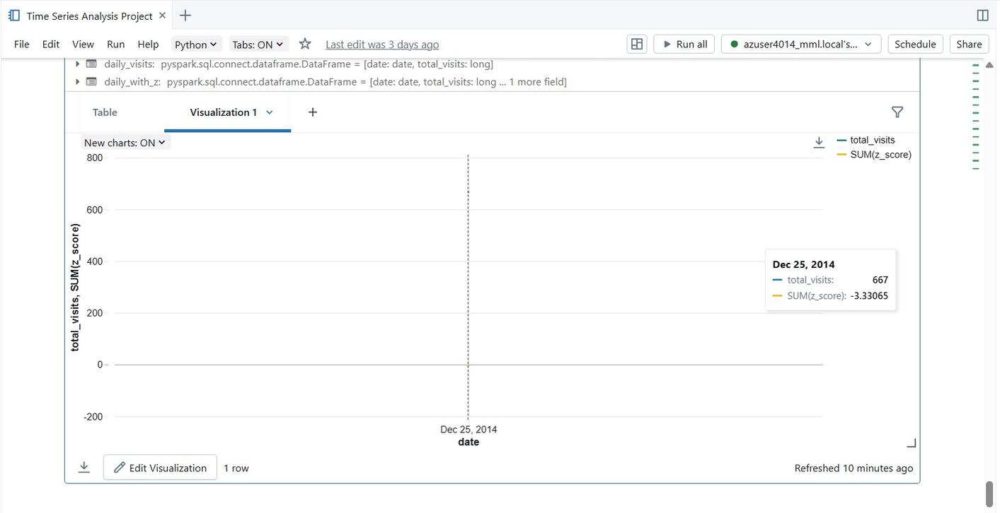 Time Series Analysis Project
File Edit View Run Help Python Tabs: ON Last edit was 3 days ago Run all azuser4014_mml.local's... Schedule Share
daily_visits: pyspark.sql.connect.dataframe.DataFrame = [date: date, total_visits: long]
daily_with_z: pyspark.sql.connect.dataframe.DataFrame = [date: date, total_visits: long ... 1 more field]
Table Visualization 1
New charts: ON
total_visits
SUM(z_score)
800
600
400
200
0
-200
total_visits, SUM(z_score)
Dec 25, 2014
total_visits: 667
SUM(z_score): -3.33065
Dec 25, 2014
date
Edit Visualization 1 row Refreshed 10 minutes ago